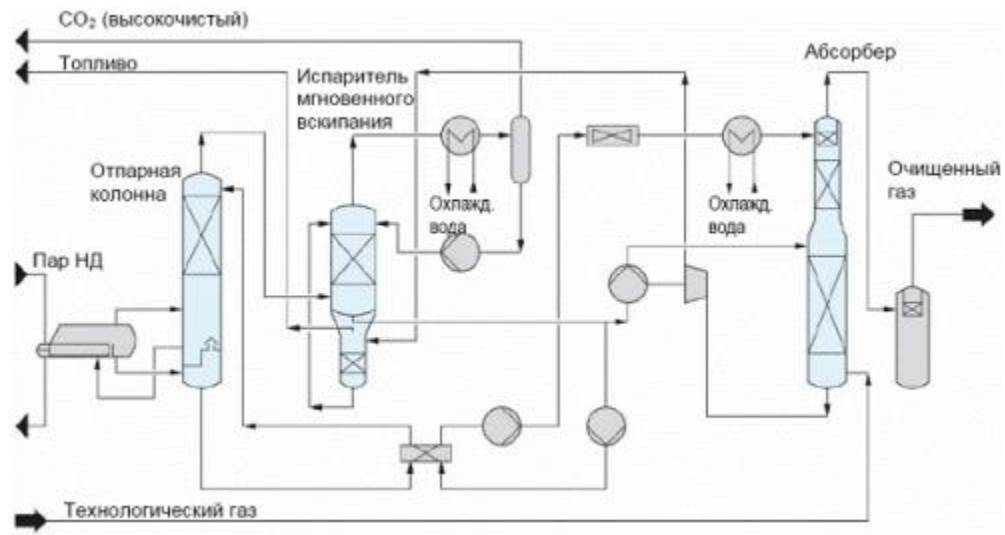 CO₂ (высокочистый)
Топливо
Испаритель
мгновенного
вскипания
Абсорбер
Отпарная
колонна
Очищенный
газ
Охлажд.
вода
Охлажд.
вода
Пар НД
Технологический газ